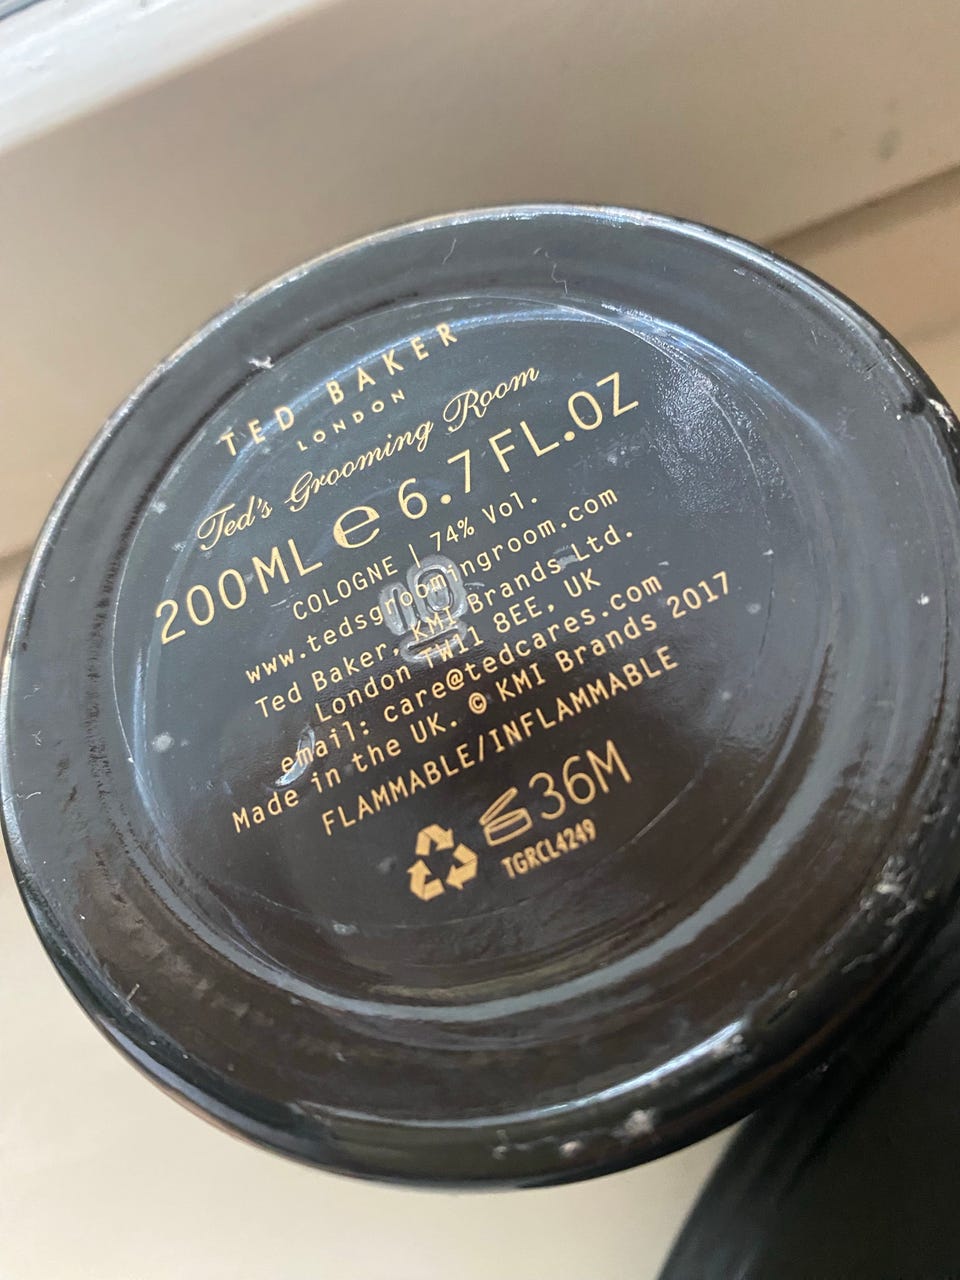 TED BAKER
LONDON
Ted's Grooming Room
200ML e 6.7 FL.OZ
COLOGNE | 74% Vol.
www.tedsgroomingroom.com
Ted Baker, KMI Brands Ltd.
London TW11 8EE, UK
email: care@tedcares.com
Made in the UK. © KMI Brands 2017
FLAMMABLE/INFLAMMABLE
36M
TGRCL4249